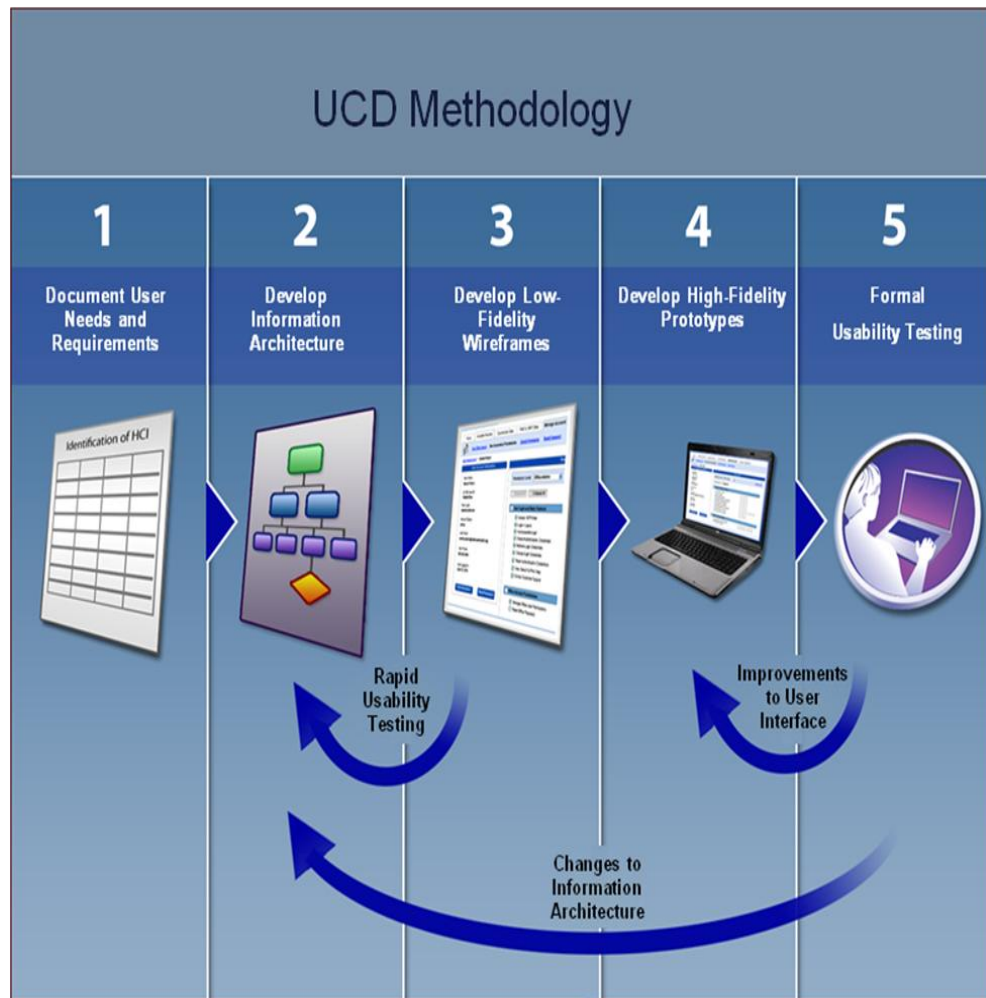 UCD Methodology
1
2
3
4
5
Document User
Needs and
Requirements
Develop
Information
Architecture
Develop Low-
Fidelity
Wireframes
Develop High-Fidelity
Prototypes
Formal
Usability Testing
Identification of HCI
Rapid
Usability
Testing
Improvements
to User
Interface
Changes to
Information
Architecture